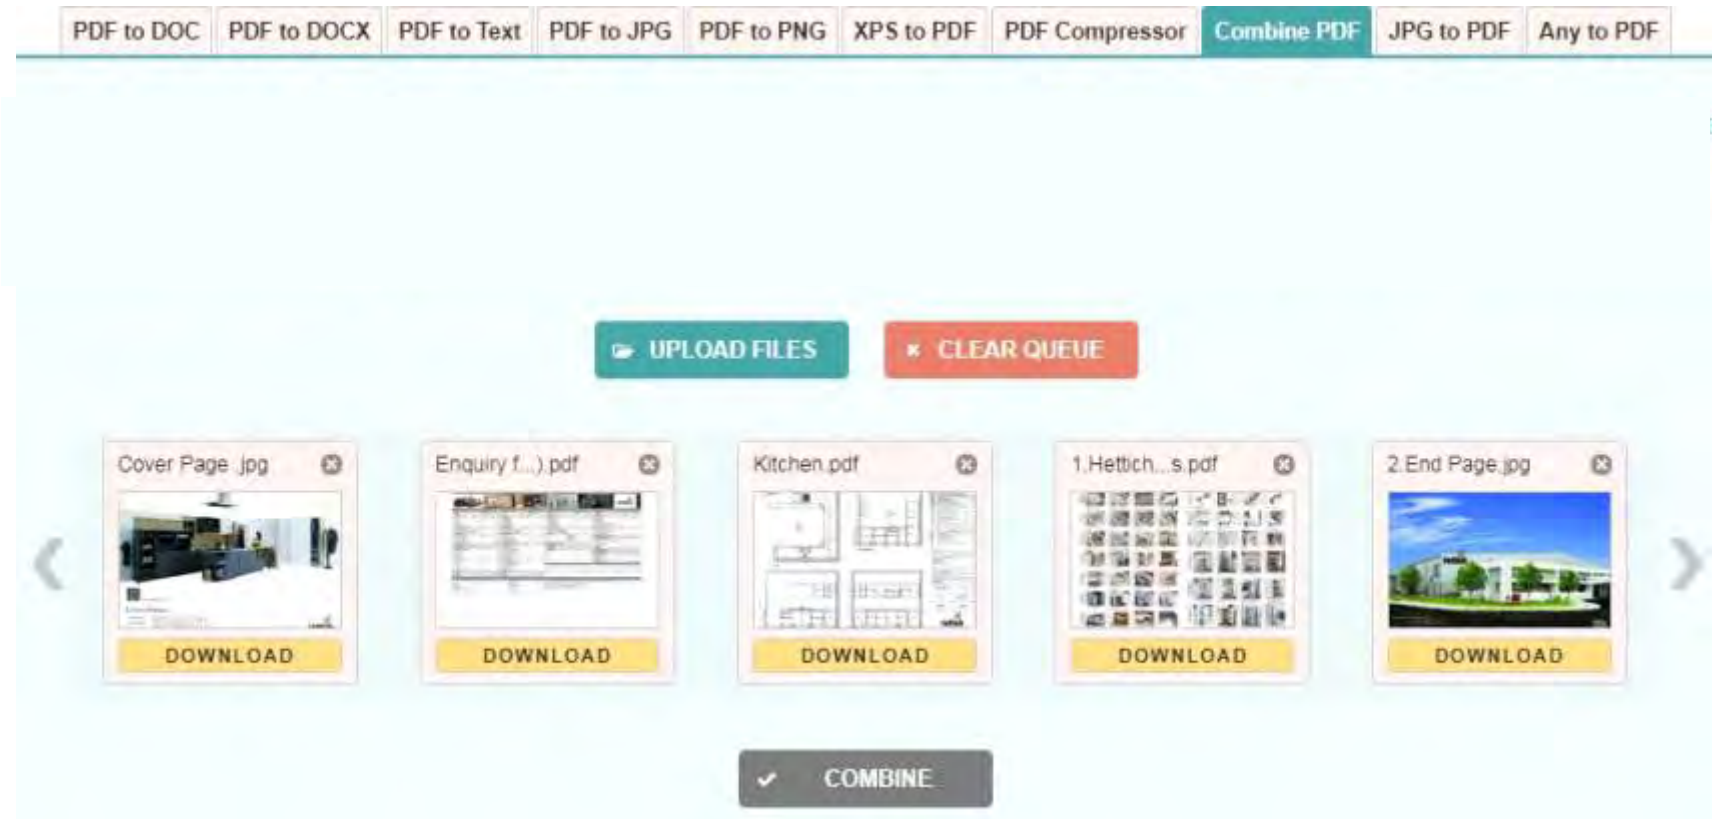 PDF to DOC PDF to DOCX PDF to Text PDF to JPG PDF to PNG XPS to PDF PDF Compressor Combine PDF JPG to PDF Any to PDF
UPLOAD FILES CLEAR QUEUE
Cover Page .jpg Enquiry f...).pdf Kitchen.pdf 1.Hettich...s.pdf 2.End Page.jpg
DOWNLOAD DOWNLOAD DOWNLOAD DOWNLOAD DOWNLOAD
COMBINE